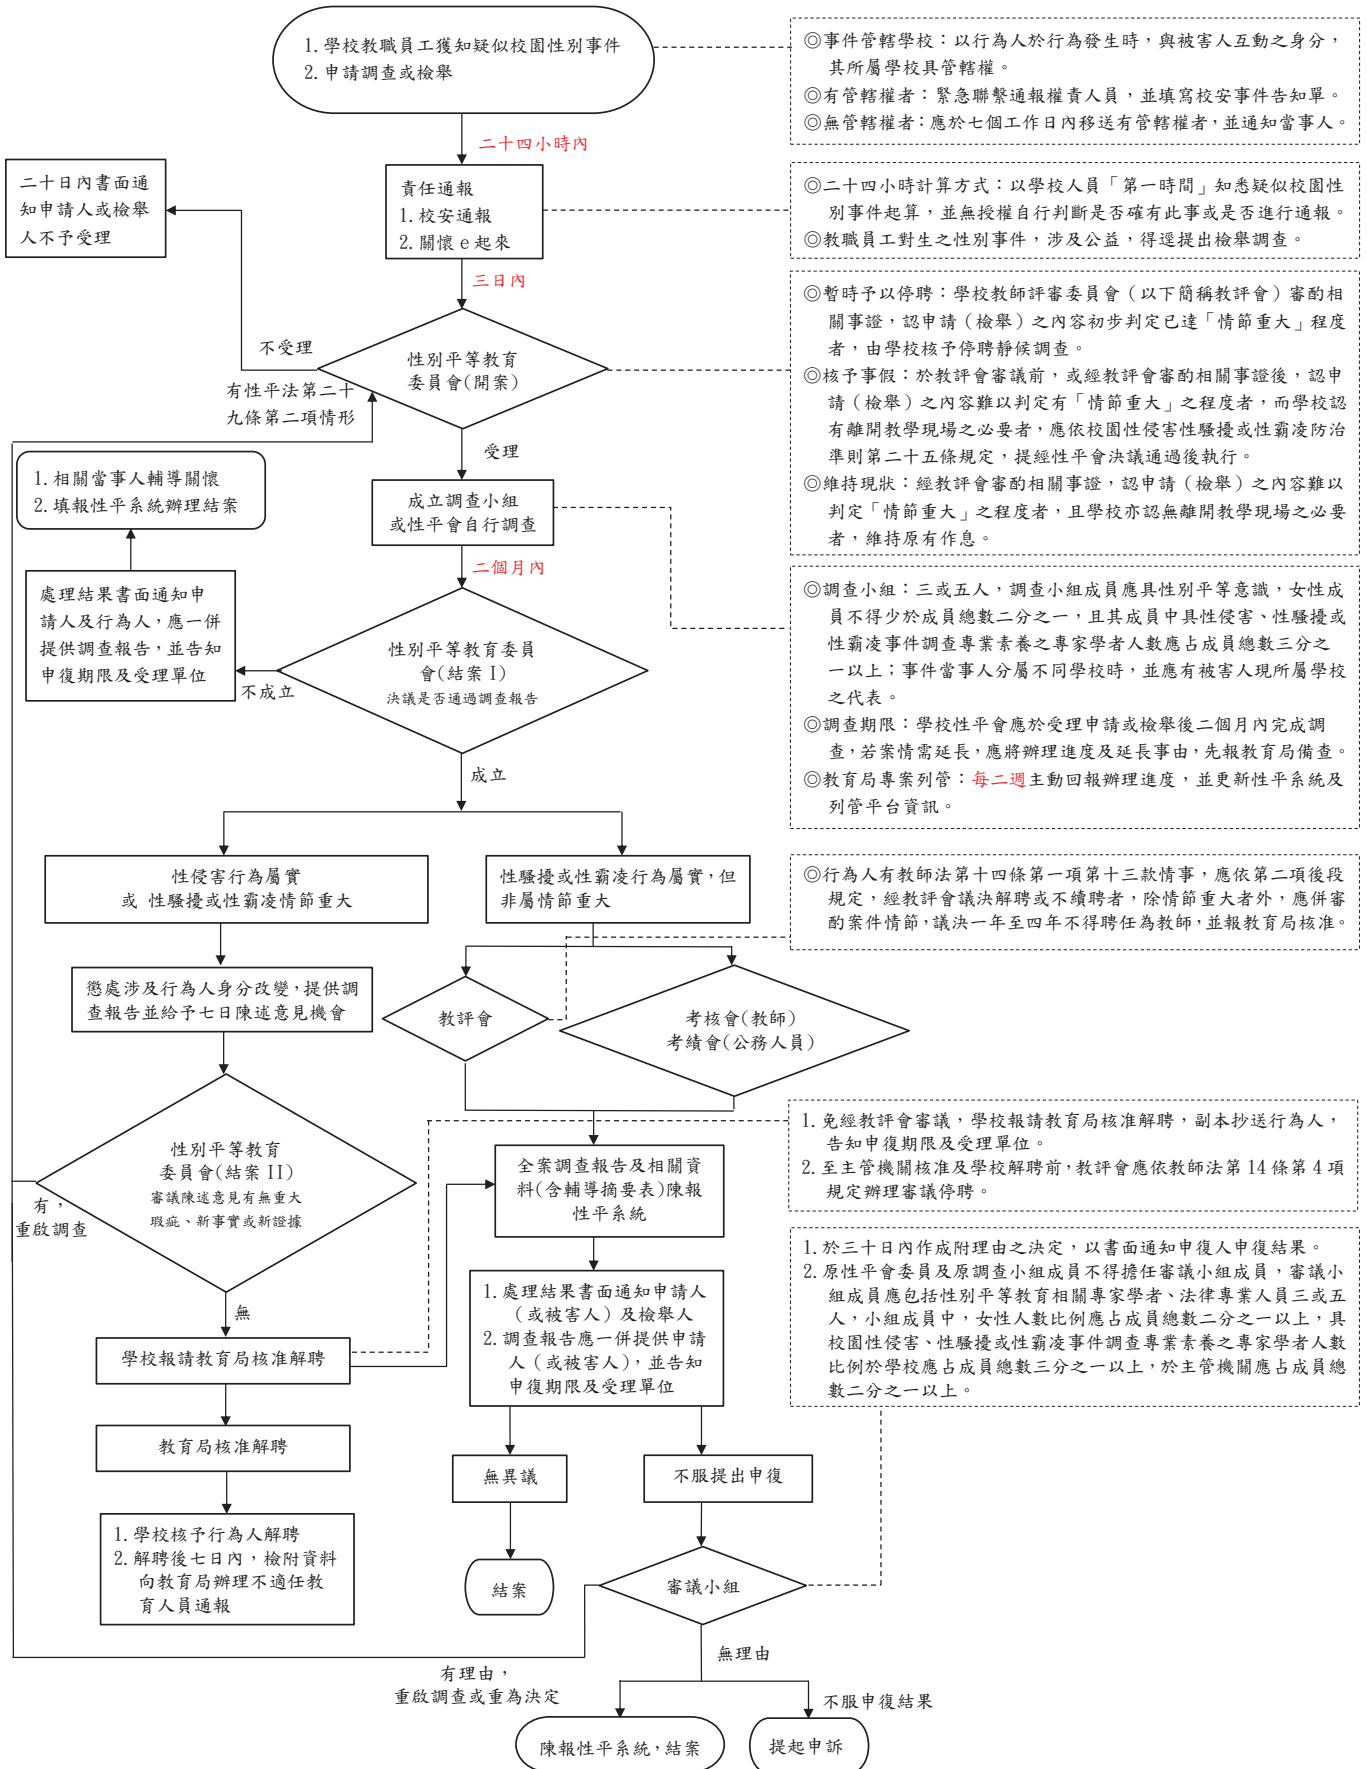 1. 學校教職員工獲知疑似校園性別事件
2. 申請調查或檢舉
◎事件管轄學校：以行為人於行為發生時，與被害人互動之身分，
其所屬學校具管轄權。
◎有管轄權者：緊急聯繫通報權責人員，並填寫校安事件告知單。
◎無管轄權者：應於七個工作日內移送有管轄權者，並通知當事人。
二十四小時內
二十日內書面通
知申請人或檢舉
人不予受理
責任通報
1. 校安通報
2. 關懷 e 起來
◎二十四小時計算方式：以學校人員「第一時間」知悉疑似校園性
別事件起算，並無授權自行判斷是否確有此事或是否進行通報。
◎教職員工對生之性別事件，涉及公益，得逕提出檢舉調查。
三日內
◎暫時予以停聘：學校教師評審委員會（以下簡稱教評會）審酌相
關事證，認申請（檢舉）之內容初步判定已達「情節重大」程度
者，由學校核予停聘靜候調查。
◎核予事假：於教評會審議前，或經教評會審酌相關事證後，認申
請（檢舉）之內容難以判定有「情節重大」之程度者，而學校認
有離開教學現場之必要者，應依校園性侵害性騷擾或性霸凌防治
準則第二十五條規定，提經性平會決議通過後執行。
◎維持現狀：經教評會審酌相關事證，認申請（檢舉）之內容難以
判定「情節重大」之程度者，且學校亦認無離開教學現場之必要
者，維持原有作息。
不受理
性別平等教育
委員會(開案)
有性平法第二十
九條第二項情形
受理
1. 相關當事人輔導關懷
2. 填報性平系統辦理結案
成立調查小組
或性平會自行調查
二個月內
處理結果書面通知申
請人及行為人，應一併
提供調查報告，並告知
申復期限及受理單位
不成立
性別平等教育委員
會(結案 I)
決議是否通過調查報告
◎調查小組：三或五人，調查小組成員應具性別平等意識，女性成
員不得少於成員總數二分之一，且其成員中具性侵害、性騷擾或
性霸凌事件調查專業素養之專家學者人數應占成員總數三分之
一以上；事件當事人分屬不同學校時，並應有被害人現所屬學校
之代表。
◎調查期限：學校性平會應於受理申請或檢舉後二個月內完成調
查，若案情需延長，應將辦理進度及延長事由，先報教育局備查。
◎教育局專案列管：每二週主動回報辦理進度，並更新性平系統及
列管平台資訊。
成立
性侵害行為屬實
或 性騷擾或性霸凌情節重大
性騷擾或性霸凌行為屬實，但
非屬情節重大
◎行為人有教師法第十四條第一項第十三款情事，應依第二項後段
規定，經教評會議決解聘或不續聘者，除情節重大者外，應併審
酌案件情節，議決一年至四年不得聘任為教師，並報教育局核准。
懲處涉及行為人身分改變，提供調
查報告並給予七日陳述意見機會
教評會
考核會(教師)
考績會(公務人員)
性別平等教育
委員會(結案 II)
審議陳述意見有無重大
瑕疵、新事實或新證據
有，
重啟調查
全案調查報告及相關資
料(含輔導摘要表)陳報
性平系統
1. 免經教評會審議，學校報請教育局核准解聘，副本抄送行為人，
告知申復期限及受理單位。
2. 至主管機關核准及學校解聘前，教評會應依教師法第 14 條第 4 項
規定辦理審議停聘。
1. 於三十日內作成附理由之決定，以書面通知申復人申復結果。
2. 原性平會委員及原調查小組成員不得擔任審議小組成員，審議小
組成員應包括性別平等教育相關專家學者、法律專業人員三或五
人，小組成員中，女性人數比例應占成員總數二分之一以上，具
校園性侵害、性騷擾或性霸凌事件調查專業素養之專家學者人數
比例於學校應占成員總數三分之一以上，於主管機關應占成員總
數二分之一以上。
無
1. 處理結果書面通知申請人
（或被害人）及檢舉人
2. 調查報告應一併提供申請
人（或被害人），並告知
申復期限及受理單位
學校報請教育局核准解聘
教育局核准解聘
無異議
不服提出申復
1. 學校核予行為人解聘
2. 解聘後七日內，檢附資料
向教育局辦理不適任教
育人員通報
結案
審議小組
無理由
有理由，
重啟調查或重為決定
不服申復結果
陳報性平系統，結案
提起申訴